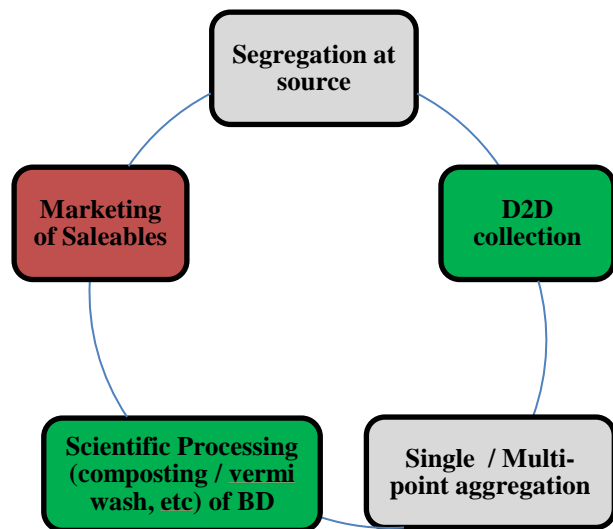 Segregation at
source
D2D
collection
Single / Multi-
point aggregation
Scientific Processing
(composting / vermi
wash, etc) of BD
Marketing
of Saleables